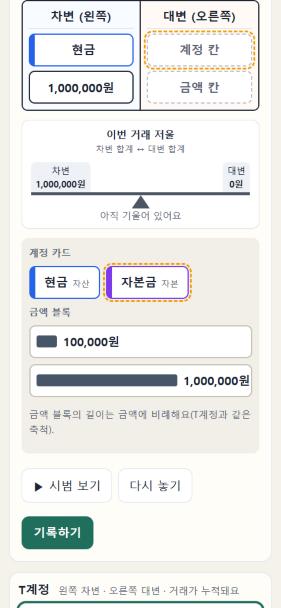 차변 (왼쪽)
대변 (오른쪽)
현금
계정 칸
1,000,000원
금액 칸
이번 거래 저울
차변 합계 ↔ 대변 합계
차변
1,000,000원
대변
0원
아직 기울어 있어요
계정 카드
현금 자산
자본금 자본
금액 블록
100,000원
1,000,000원
금액 블록의 길이는 금액에 비례해요(T계정과 같은
축척).
▶ 시범 보기
다시 놓기
기록하기
T계정 왼쪽 차변 · 오른쪽 대변 · 거래가 누적돼요